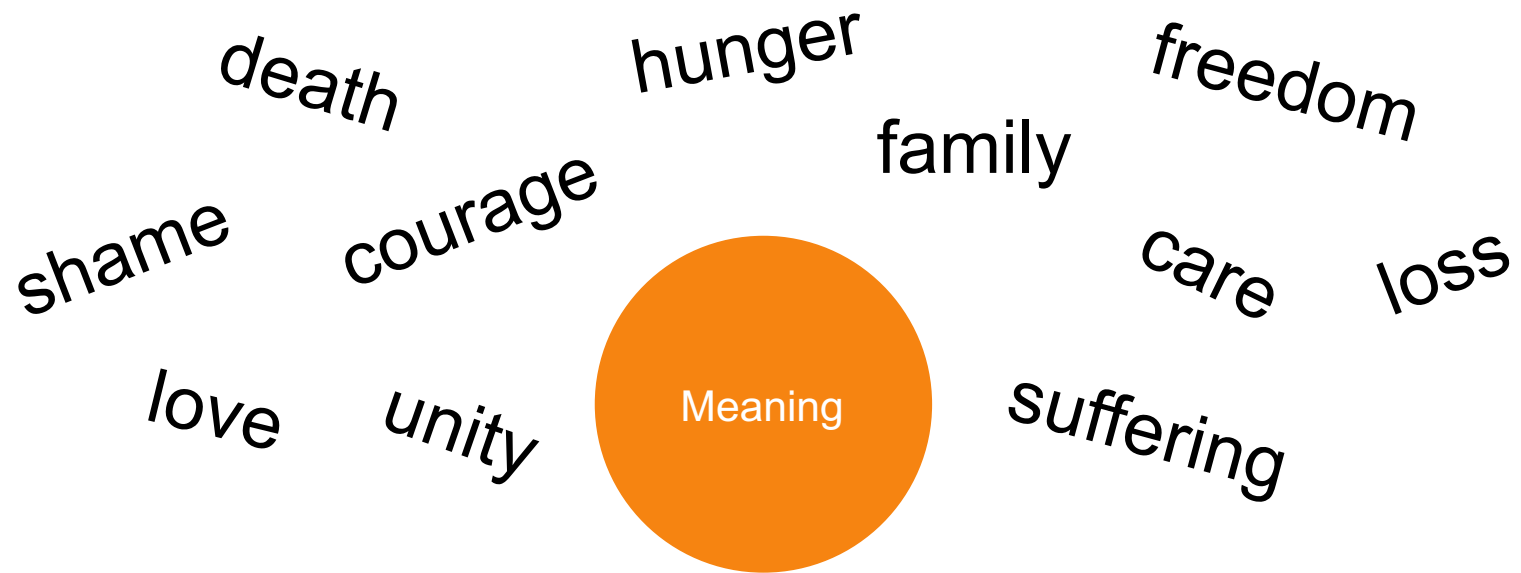 death
hunger
freedom
family
shame
courage
care
loss
love
unity
Meaning
suffering